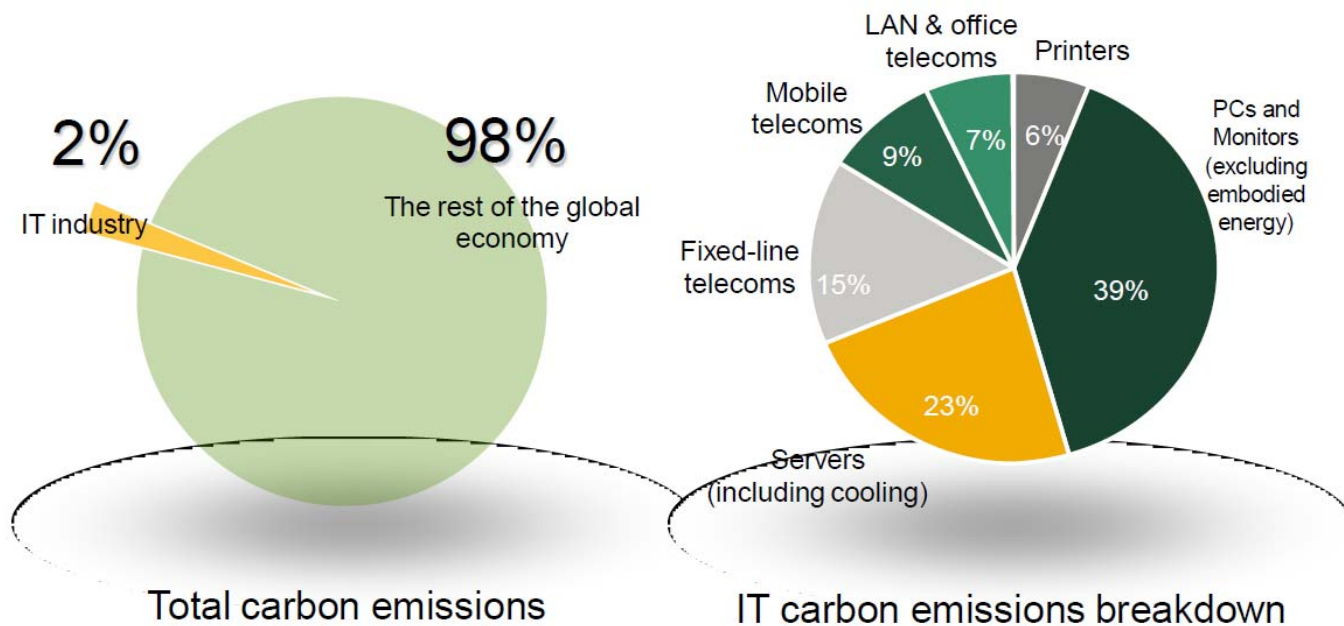 2%
IT industry
98%
The rest of the global
economy
Total carbon emissions
LAN & office
telecoms
Printers
Mobile
telecoms
PCs and
Monitors
(excluding
embodied
energy)
Fixed-line
telecoms
9%
7%
6%
15%
39%
23%
Servers
(including cooling)
IT carbon emissions breakdown